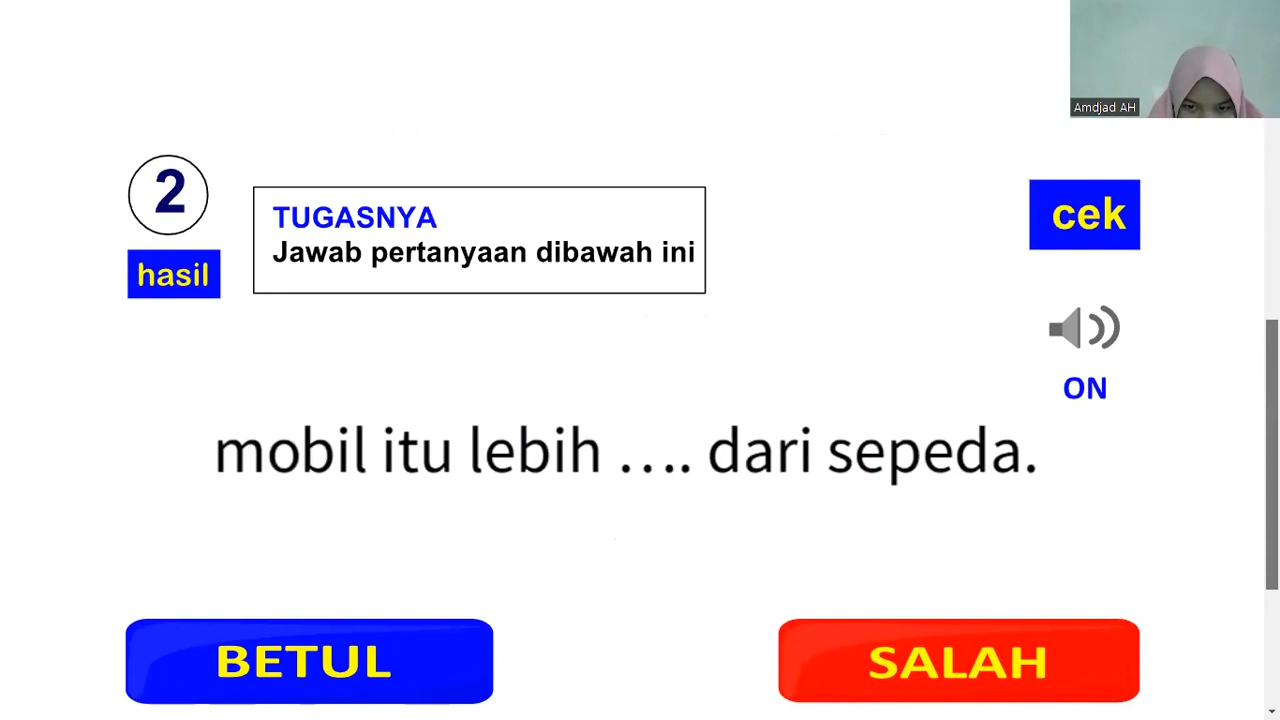 Amdjad AH
2
hasil
TUGASNYA
Jawab pertanyaan dibawah ini
cek
ON
mobil itu lebih .... dari sepeda.
BETUL
SALAH